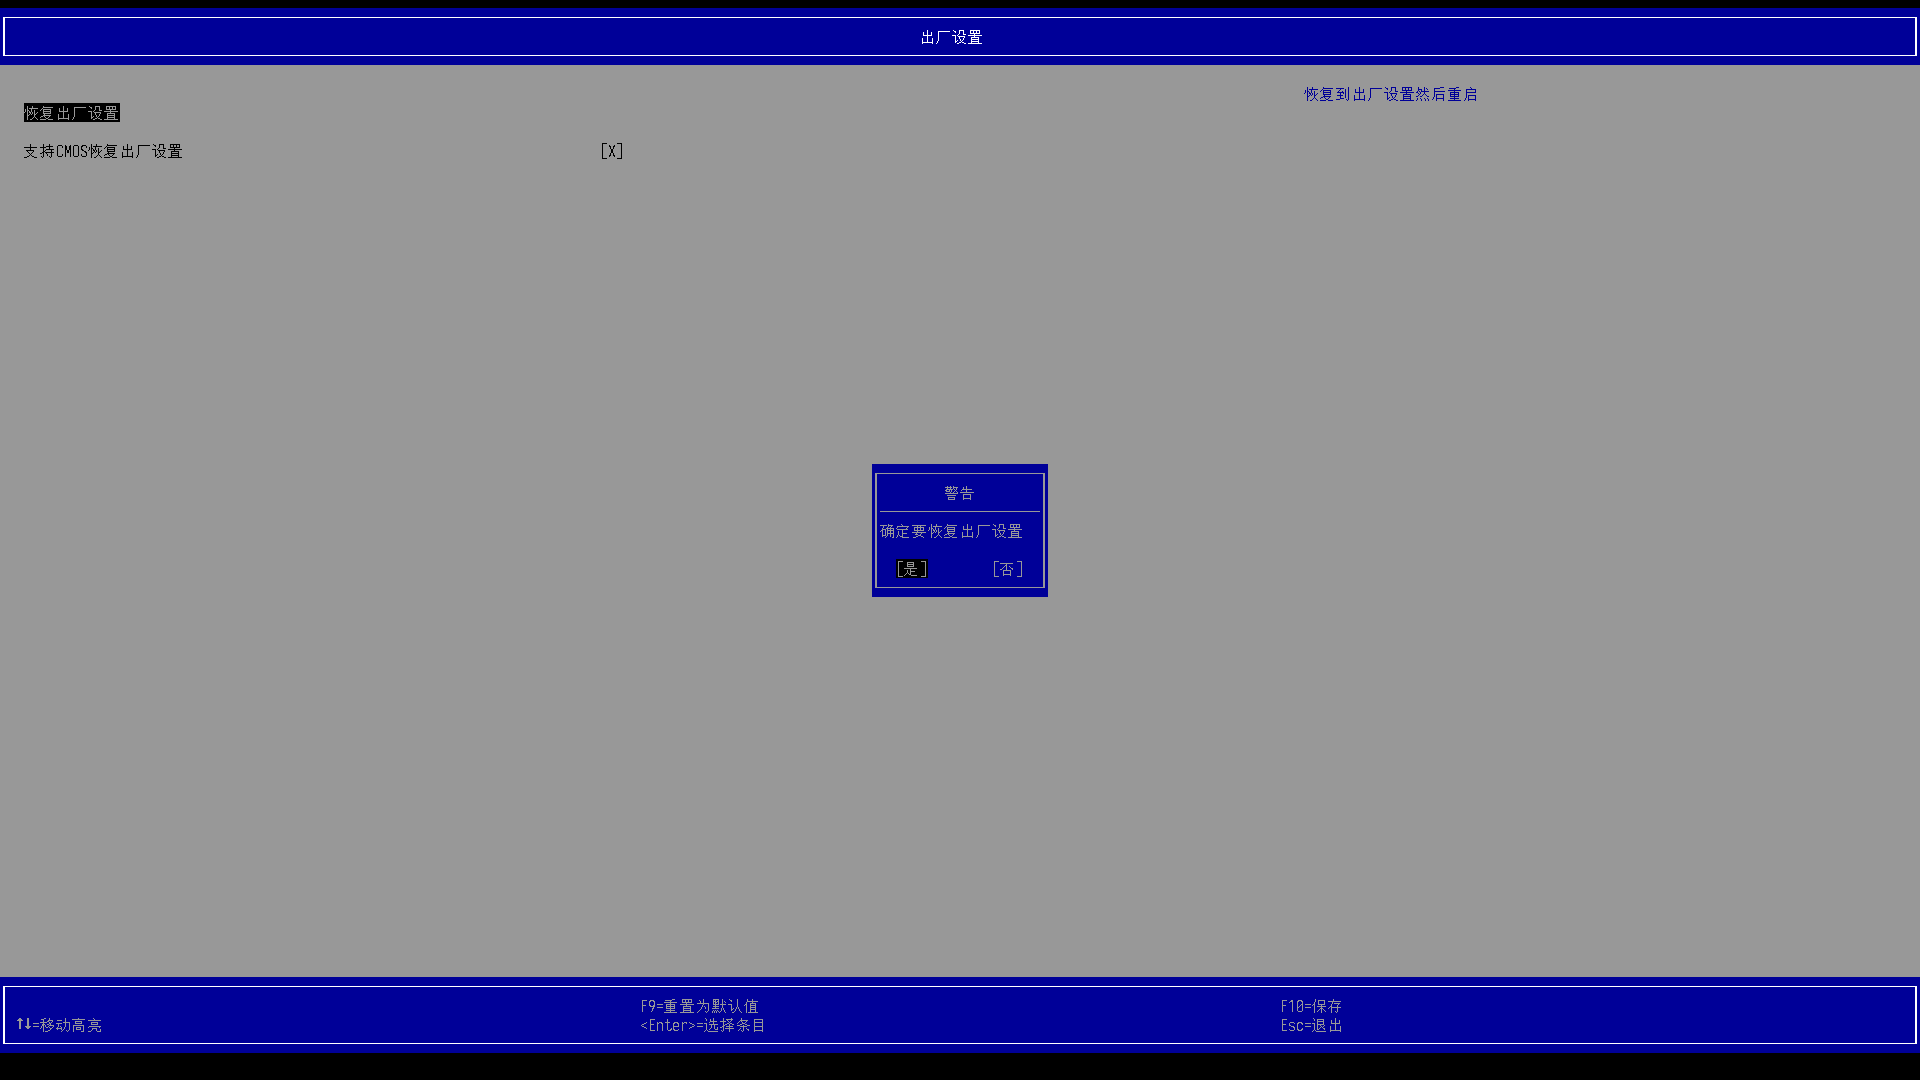 出厂设置
恢复到出厂设置然后重启
恢复出厂设置
支持CMOS恢复出厂设置 [X]
警告
确定要恢复出厂设置
[是] [否]
F9=重置为默认值 F10=保存
↑↓=移动高亮 <Enter>=选择条目 Esc=退出